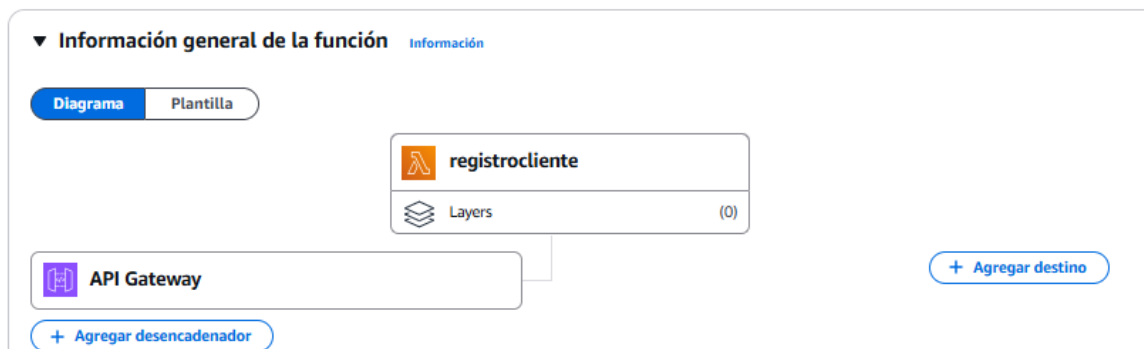 Información general de la función Información
Diagrama Plantilla
registrocliente
Layers (0)
API Gateway
+ Agregar destino
+ Agregar desencadenador